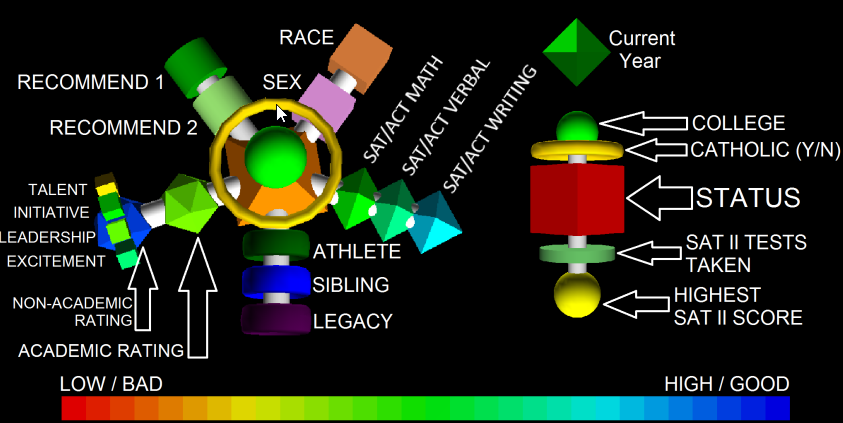 RACE
Current
Year
RECOMMEND 1
SEX
SAT/ACT MATH
SAT/ACT VERBAL
SAT/ACT WRITING
RECOMMEND 2
COLLEGE
CATHOLIC (Y/N)
TALENT
INITIATIVE
LEADERSHIP
EXCITEMENT
STATUS
ATHLETE
SIBLING
LEGACY
SAT II TESTS
TAKEN
NON-ACADEMIC
RATING
ACADEMIC RATING
HIGHEST
SAT II SCORE
LOW / BAD
HIGH / GOOD